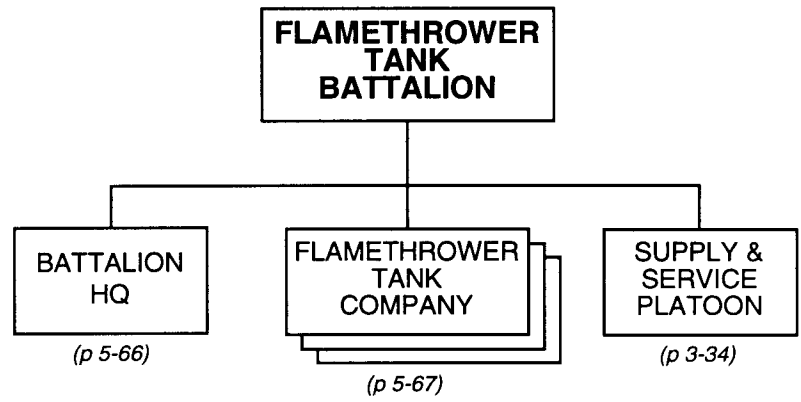 FLAMETHROWER
TANK
BATTALION
BATTALION
HQ
(p 5-66)
FLAMETHROWER
TANK
COMPANY
(p 5-67)
SUPPLY &
SERVICE
PLATOON
(p 3-34)